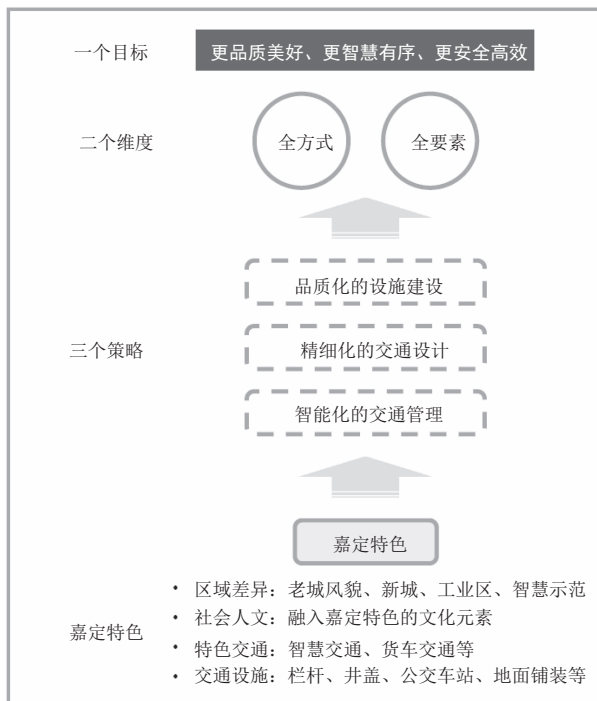 一个目标 更品质美好、更智慧有序、更安全高效
二个维度 全方式 全要素
品质化的设施建设
三个策略 精细化的交通设计
智能化的交通管理
嘉定特色
• 区域差异：老城风貌、新城、工业区、智慧示范
• 社会人文：融入嘉定特色的文化元素
嘉定特色
• 特色交通：智慧交通、货车交通等
• 交通设施：栏杆、井盖、公交车站、地面铺装等